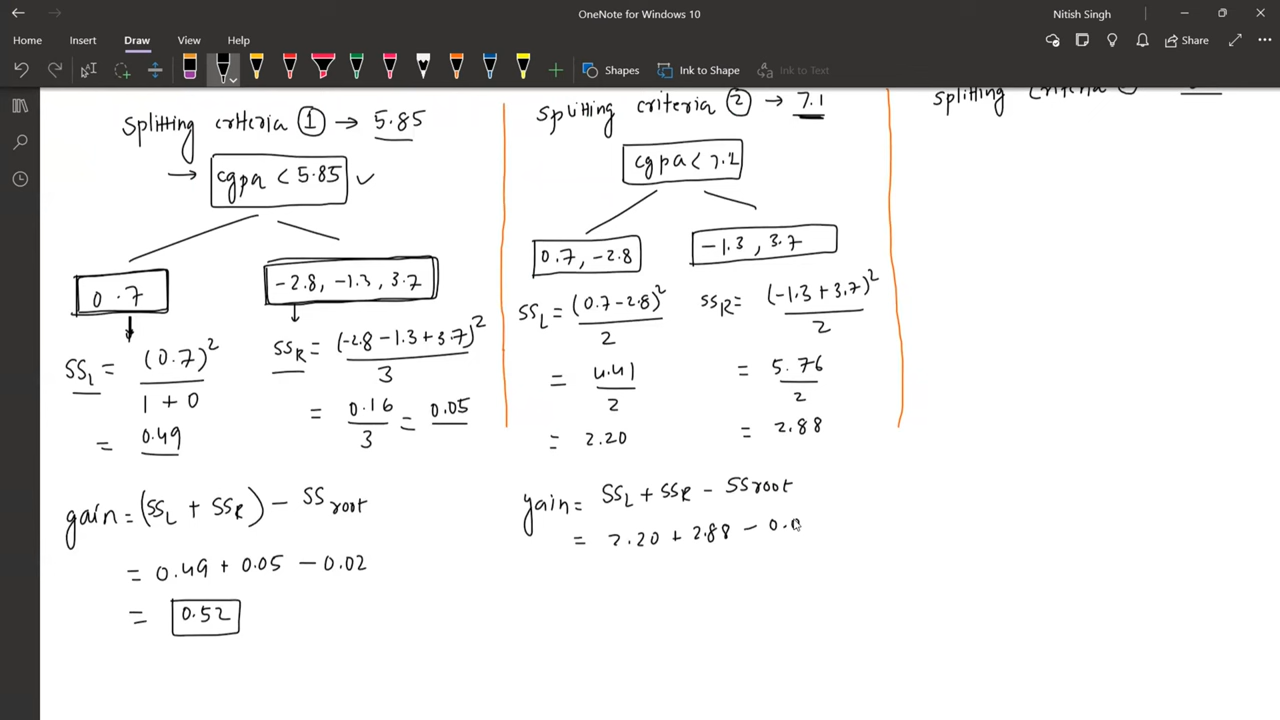 OneNote for Windows 10
Nitish Singh
Home Insert Draw View Help
Share
Shapes Ink to Shape Ink to Text
Splitting criteria ① → 5.85
→ cgpa < 5.85 ✓
0.7
-2.8, -1.3, 3.7
SS_L = (0.7)² / 1 + 0
= 0.49
SS_R = (-2.8 - 1.3 + 3.7)² / 3
= 0.16 / 3 = 0.05
gain = (SS_L + SS_R) - SS_root
= 0.49 + 0.05 - 0.02
= 0.52
Splitting criteria ② → 7.1
cgpa < 7.2
0.7, -2.8
-1.3, 3.7
SS_L = (0.7 - 2.8)² / 2
= 4.41 / 2
= 2.20
SS_R = (-1.3 + 3.7)² / 2
= 5.76 / 2
= 2.88
gain = SS_L + SS_R - SS root
= 2.20 + 2.88 - 0.0
Splitting criteria